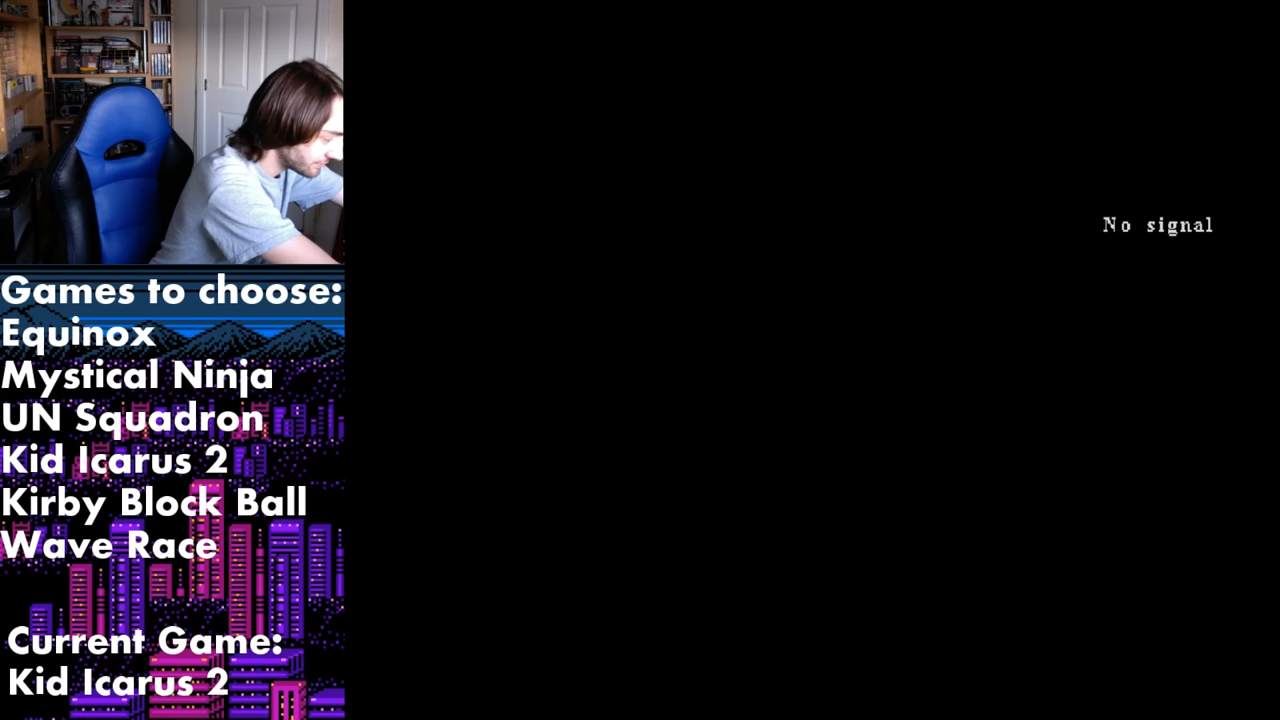 Games to choose:
Equinox
Mystical Ninja
UN Squadron
Kid Icarus 2
Kirby Block Ball
Wave Race
Current Game:
Kid Icarus 2
No signal